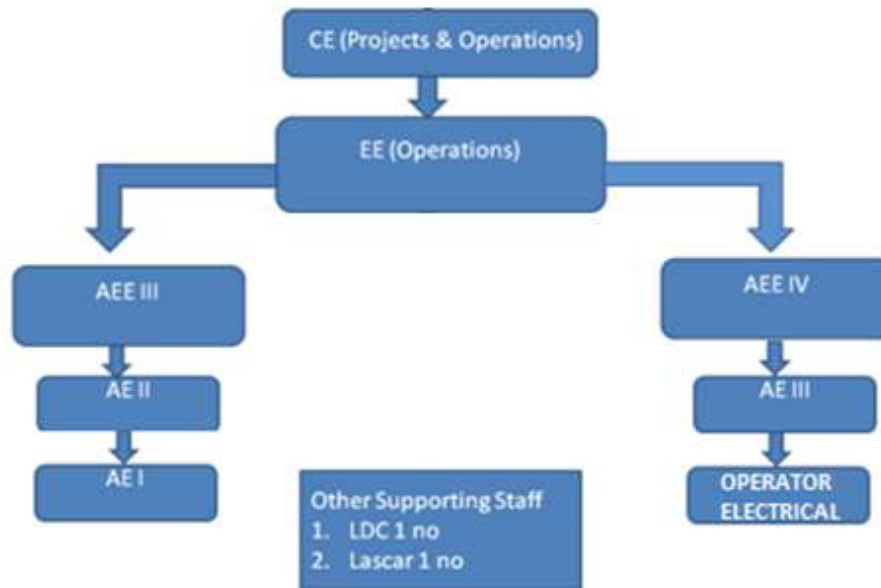 CE (Projects & Operations)
EE (Operations)
AEE III
AEE IV
AE II
AE III
AE I
OPERATOR
ELECTRICAL
Other Supporting Staff
1. LDC 1 no
2. Lascar 1 no